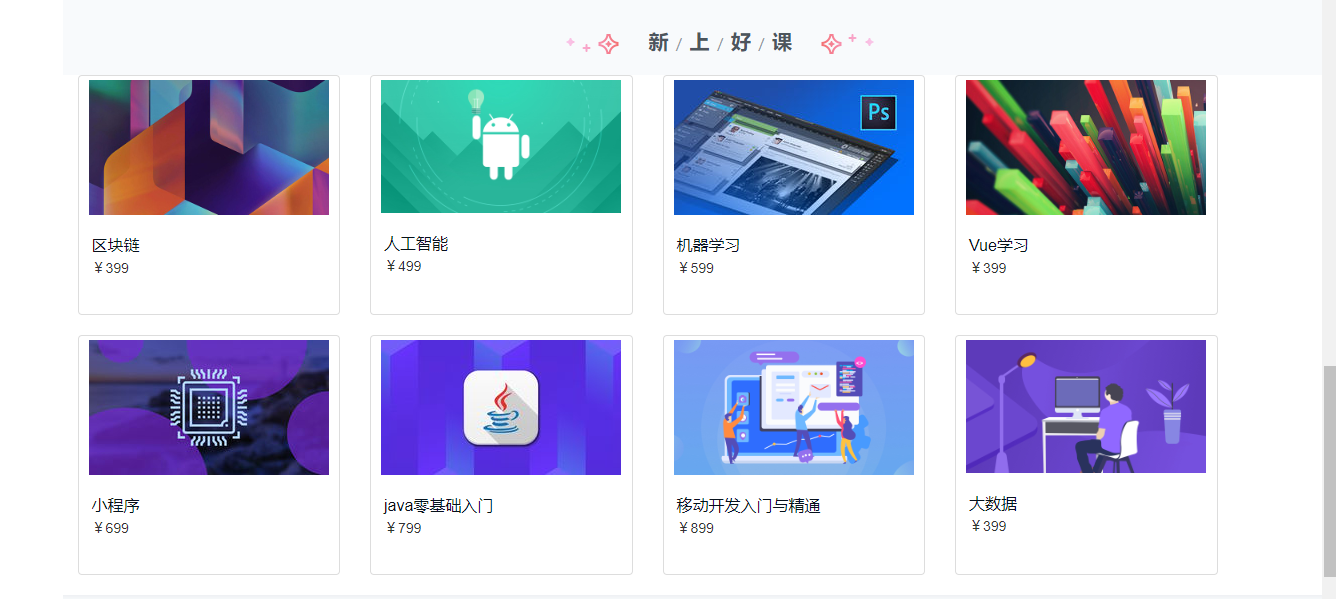 新 / 上 / 好 / 课
Ps
区块链
￥399
人工智能
￥499
机器学习
￥599
Vue学习
￥399
小程序
￥699
java零基础入门
￥799
移动开发入门与精通
￥899
大数据
￥399